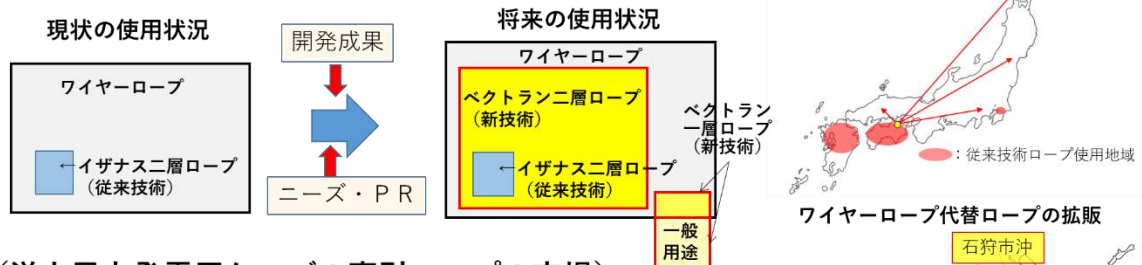 現状の使用状況
ワイヤーロープ
←イザナス二層ロープ
（従来技術）
開発成果
ニーズ・ＰＲ
将来の使用状況
ワイヤーロープ
ベクトラン二層ロープ
（新技術）
←イザナス二層ロープ
（従来技術）
ベクトラン
一層ロープ
（新技術）
一般
用途
：従来技術ロープ使用地域
ワイヤーロープ代替ロープの拡販
石狩市沖